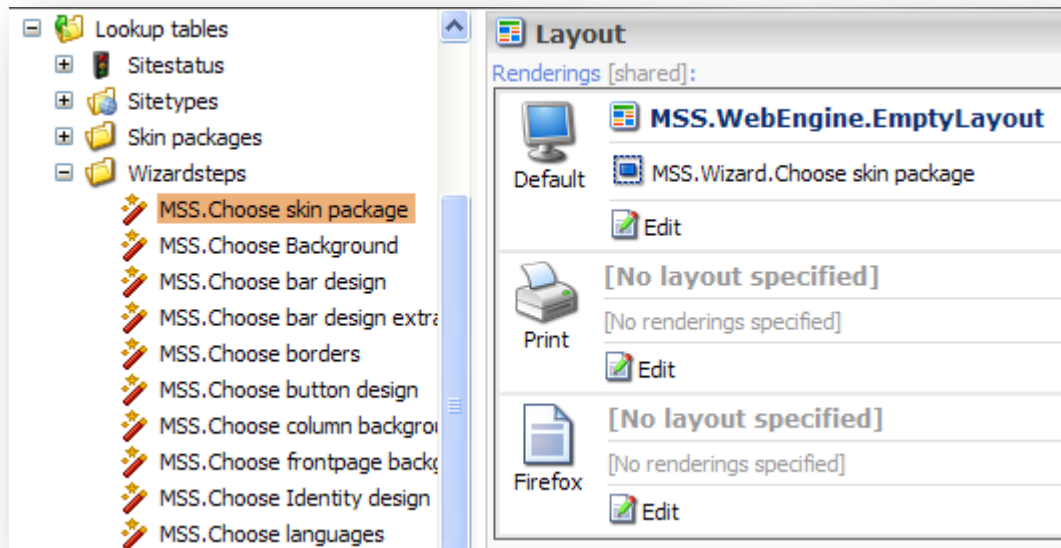 Lookup tables
Sitestatus
Sitetypes
Skin packages
Wizardsteps
MSS.Choose skin package
MSS.Choose Background
MSS.Choose bar design
MSS.Choose bar design extra
MSS.Choose borders
MSS.Choose button design
MSS.Choose column backgrou
MSS.Choose frontpage backg
MSS.Choose Identity design
MSS.Choose languages
Layout
Renderings [shared]:
MSS.WebEngine.EmptyLayout
Default
MSS.Wizard.Choose skin package
Edit
[No layout specified]
[No renderings specified]
Print
Edit
[No layout specified]
[No renderings specified]
Firefox
Edit